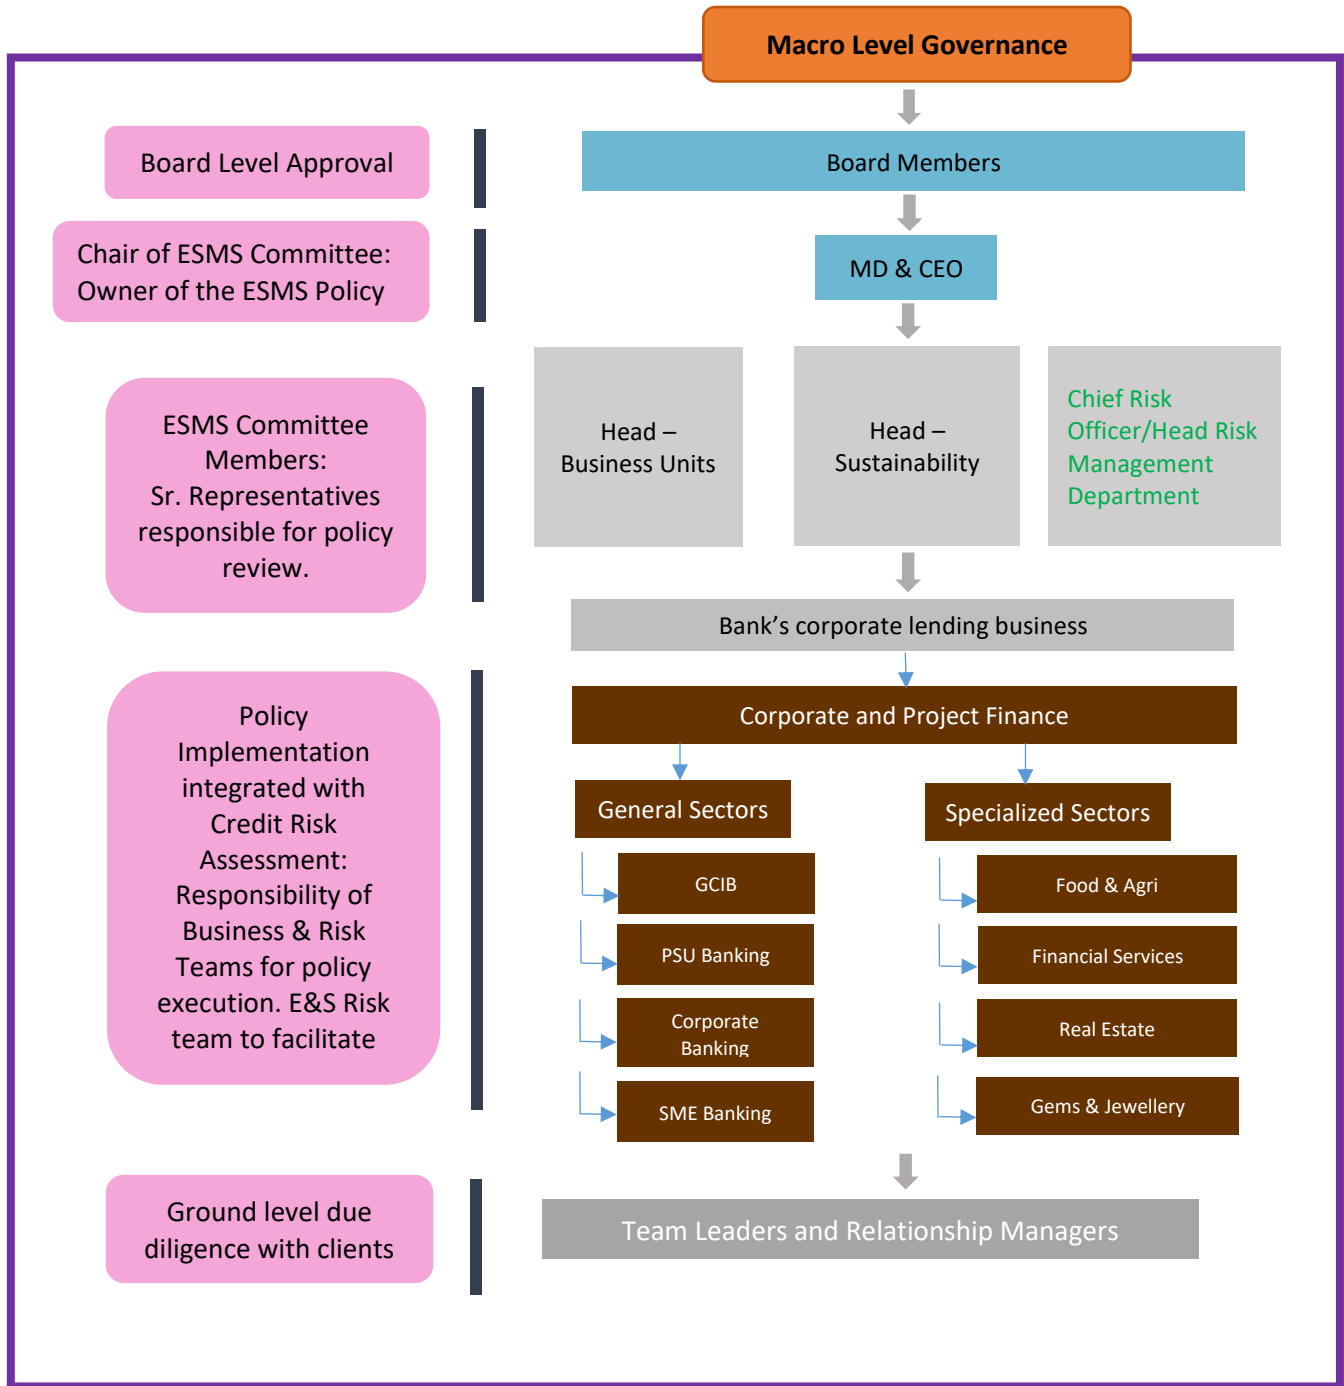 Macro Level Governance
Board Level Approval
Board Members
Chair of ESMS Committee:
Owner of the ESMS Policy
MD & CEO
ESMS Committee
Members:
Sr. Representatives
responsible for policy
review.
Head –
Business Units
Head –
Sustainability
Chief Risk
Officer/Head Risk
Management
Department
Bank’s corporate lending business
Policy
Implementation
integrated with
Credit Risk
Assessment:
Responsibility of
Business & Risk
Teams for policy
execution. E&S Risk
team to facilitate
Corporate and Project Finance
General Sectors
GCIB
PSU Banking
Corporate
Banking
SME Banking
Specialized Sectors
Food & Agri
Financial Services
Real Estate
Gems & Jewellery
Ground level due
diligence with clients
Team Leaders and Relationship Managers